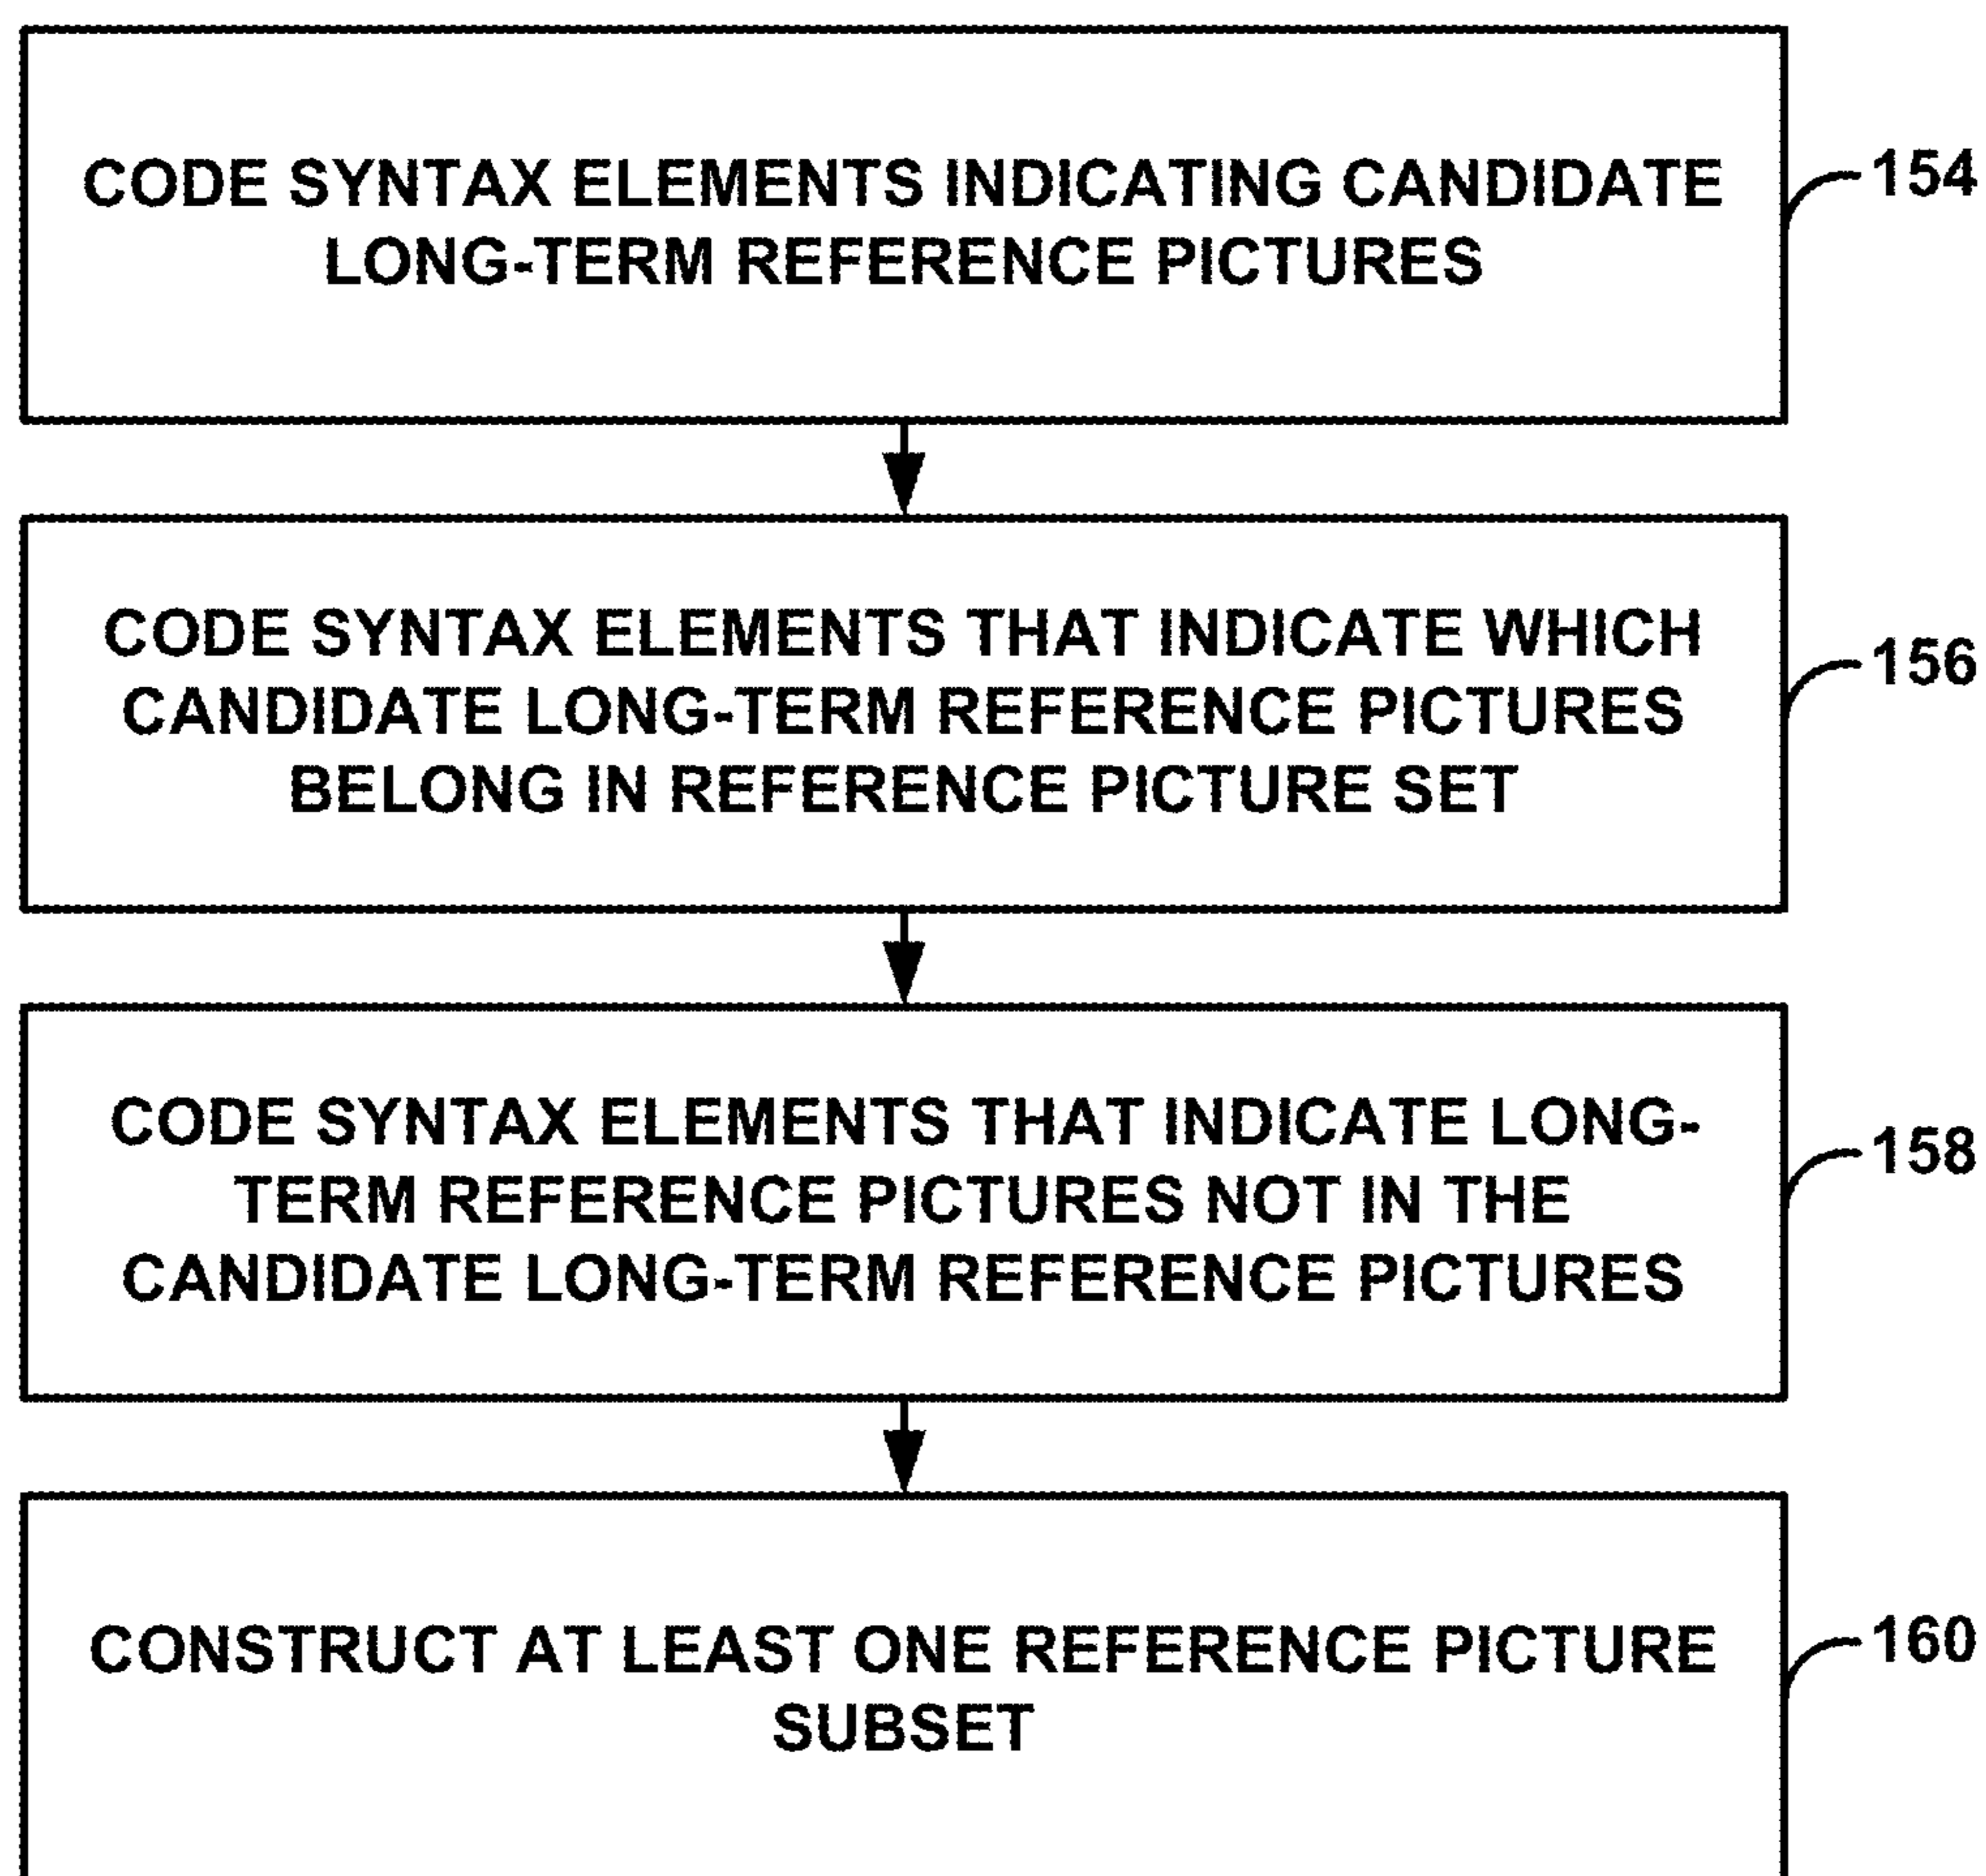 CODE SYNTAX ELEMENTS INDICATING CANDIDATE
LONG-TERM REFERENCE PICTURES
154
CODE SYNTAX ELEMENTS THAT INDICATE WHICH
CANDIDATE LONG-TERM REFERENCE PICTURES
BELONG IN REFERENCE PICTURE SET
156
CODE SYNTAX ELEMENTS THAT INDICATE LONG-
TERM REFERENCE PICTURES NOT IN THE
CANDIDATE LONG-TERM REFERENCE PICTURES
158
CONSTRUCT AT LEAST ONE REFERENCE PICTURE
SUBSET
160